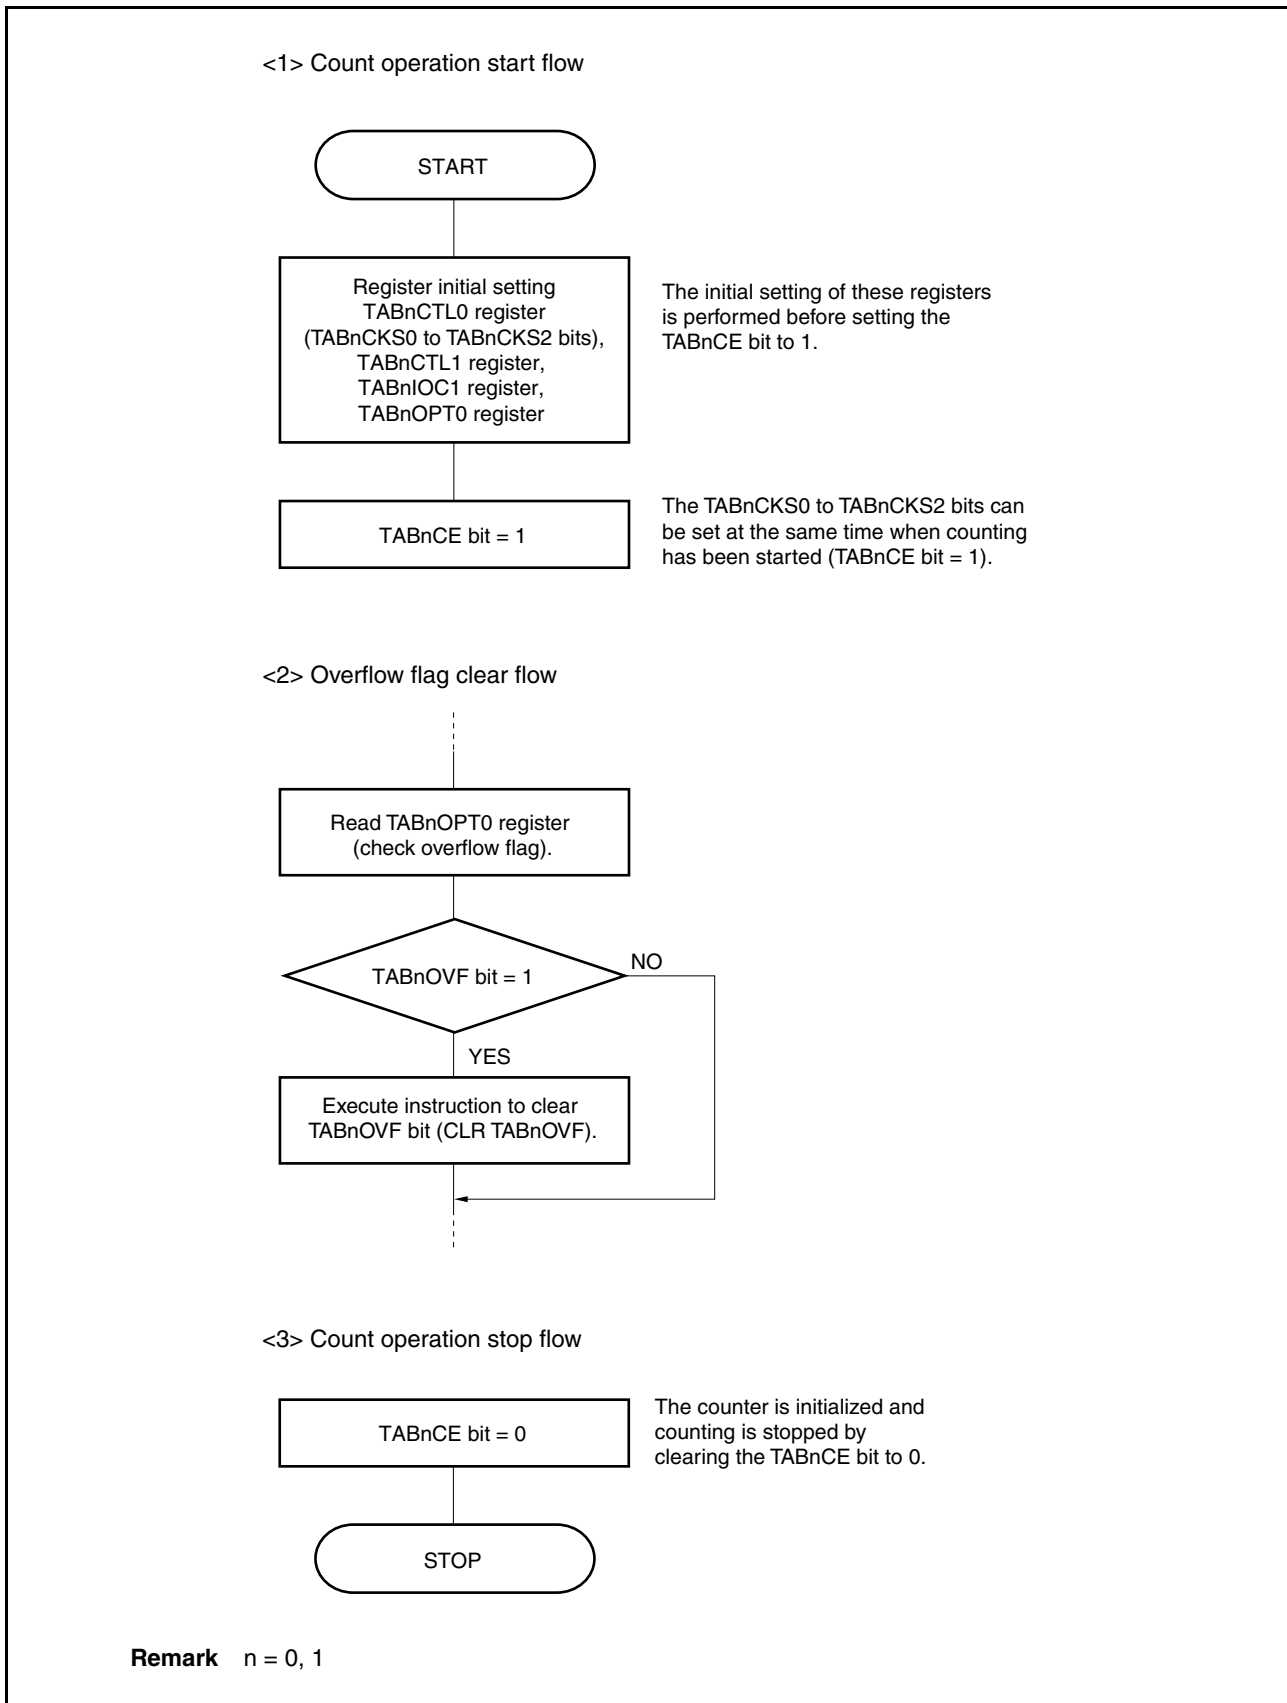 <1> Count operation start flow
START
Register initial setting
TABnCTL0 register
(TABnCKS0 to TABnCKS2 bits),
TABnCTL1 register,
TABnIOC1 register,
TABnOPT0 register
The initial setting of these registers
is performed before setting the
TABnCE bit to 1.
TABnCE bit = 1
The TABnCKS0 to TABnCKS2 bits can
be set at the same time when counting
has been started (TABnCE bit = 1).
<2> Overflow flag clear flow
Read TABnOPT0 register
(check overflow flag).
TABnOVF bit = 1
NO
YES
Execute instruction to clear
TABnOVF bit (CLR TABnOVF).
<3> Count operation stop flow
TABnCE bit = 0
The counter is initialized and
counting is stopped by
clearing the TABnCE bit to 0.
STOP
Remark n = 0, 1